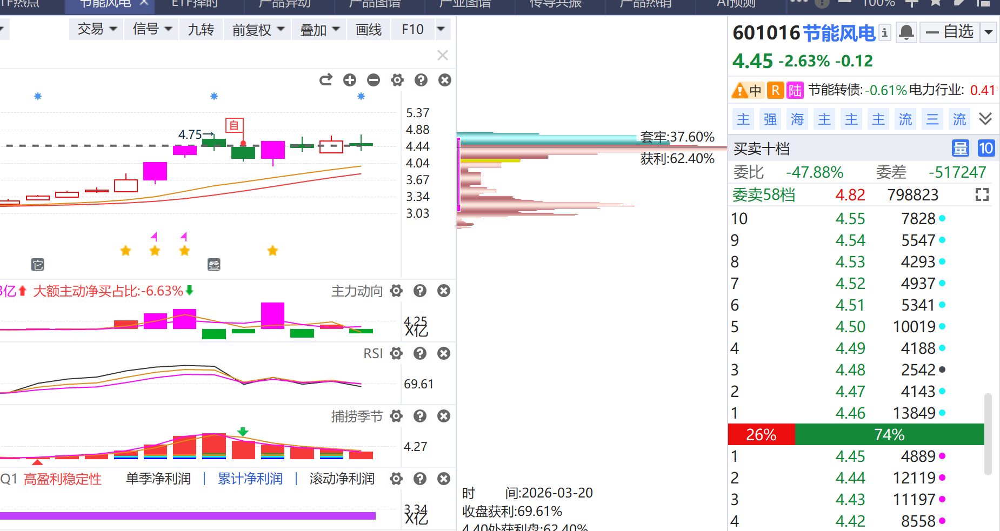 TF热点 节能风电 ETF择时 产品异动 产品图谱 产业图谱 传导共振 产品热销 AI预测 100%
交易 信号 九转 前复权 叠加 画线 F10
601016 节能风电 自选
4.45 -2.63% -0.12
中 R 陆 节能转债:-0.61% 电力行业: 0.41
主 强 海 主 主 主 流 三 流
买卖十档 量 10
委比 -47.88% 委差 -517247
委卖58档 4.82 798823
10 4.55 7828
9 4.54 5547
8 4.53 4293
7 4.52 4937
6 4.51 5341
5 4.50 10019
4 4.49 4188
3 4.48 2542
2 4.47 4143
1 4.46 13849
26% 74%
1 4.45 4889
2 4.44 12119
3 4.43 11197
4 4.42 8558
5.37
4.88
4.44
4.04
3.67
3.34
3.03
4.75→
自
它 叠
套牢:37.60%
获利:62.40%
亿 大额主动净买占比:-6.63% 主力动向
4.25
X亿
RSI
69.61
捕捞季节
4.27
Q1 高盈利稳定性 单季净利润 | 累计净利润 | 滚动净利润
3.34
X亿
时 间:2026-03-20
收盘获利:69.61%
4.40处获利盘:62.40%